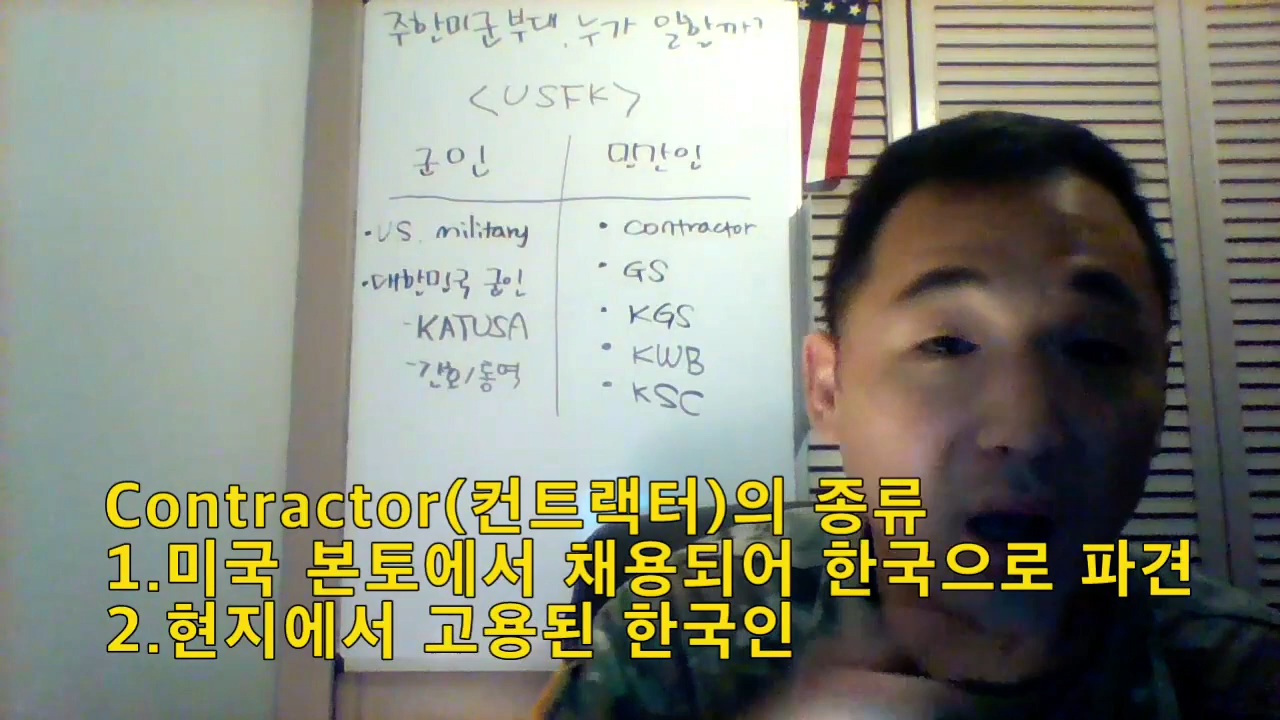 주한미군부대, 누가 일할까?
<USFK>
군인
민간인
• US. military
• 대한민국 군인
- KATUSA
- 간호/통역
• contractor
• GS
• KGS
• KWB
• KSC
Contractor(컨트랙터)의 종류
1.미국 본토에서 채용되어 한국으로 파견
2.현지에서 고용된 한국인